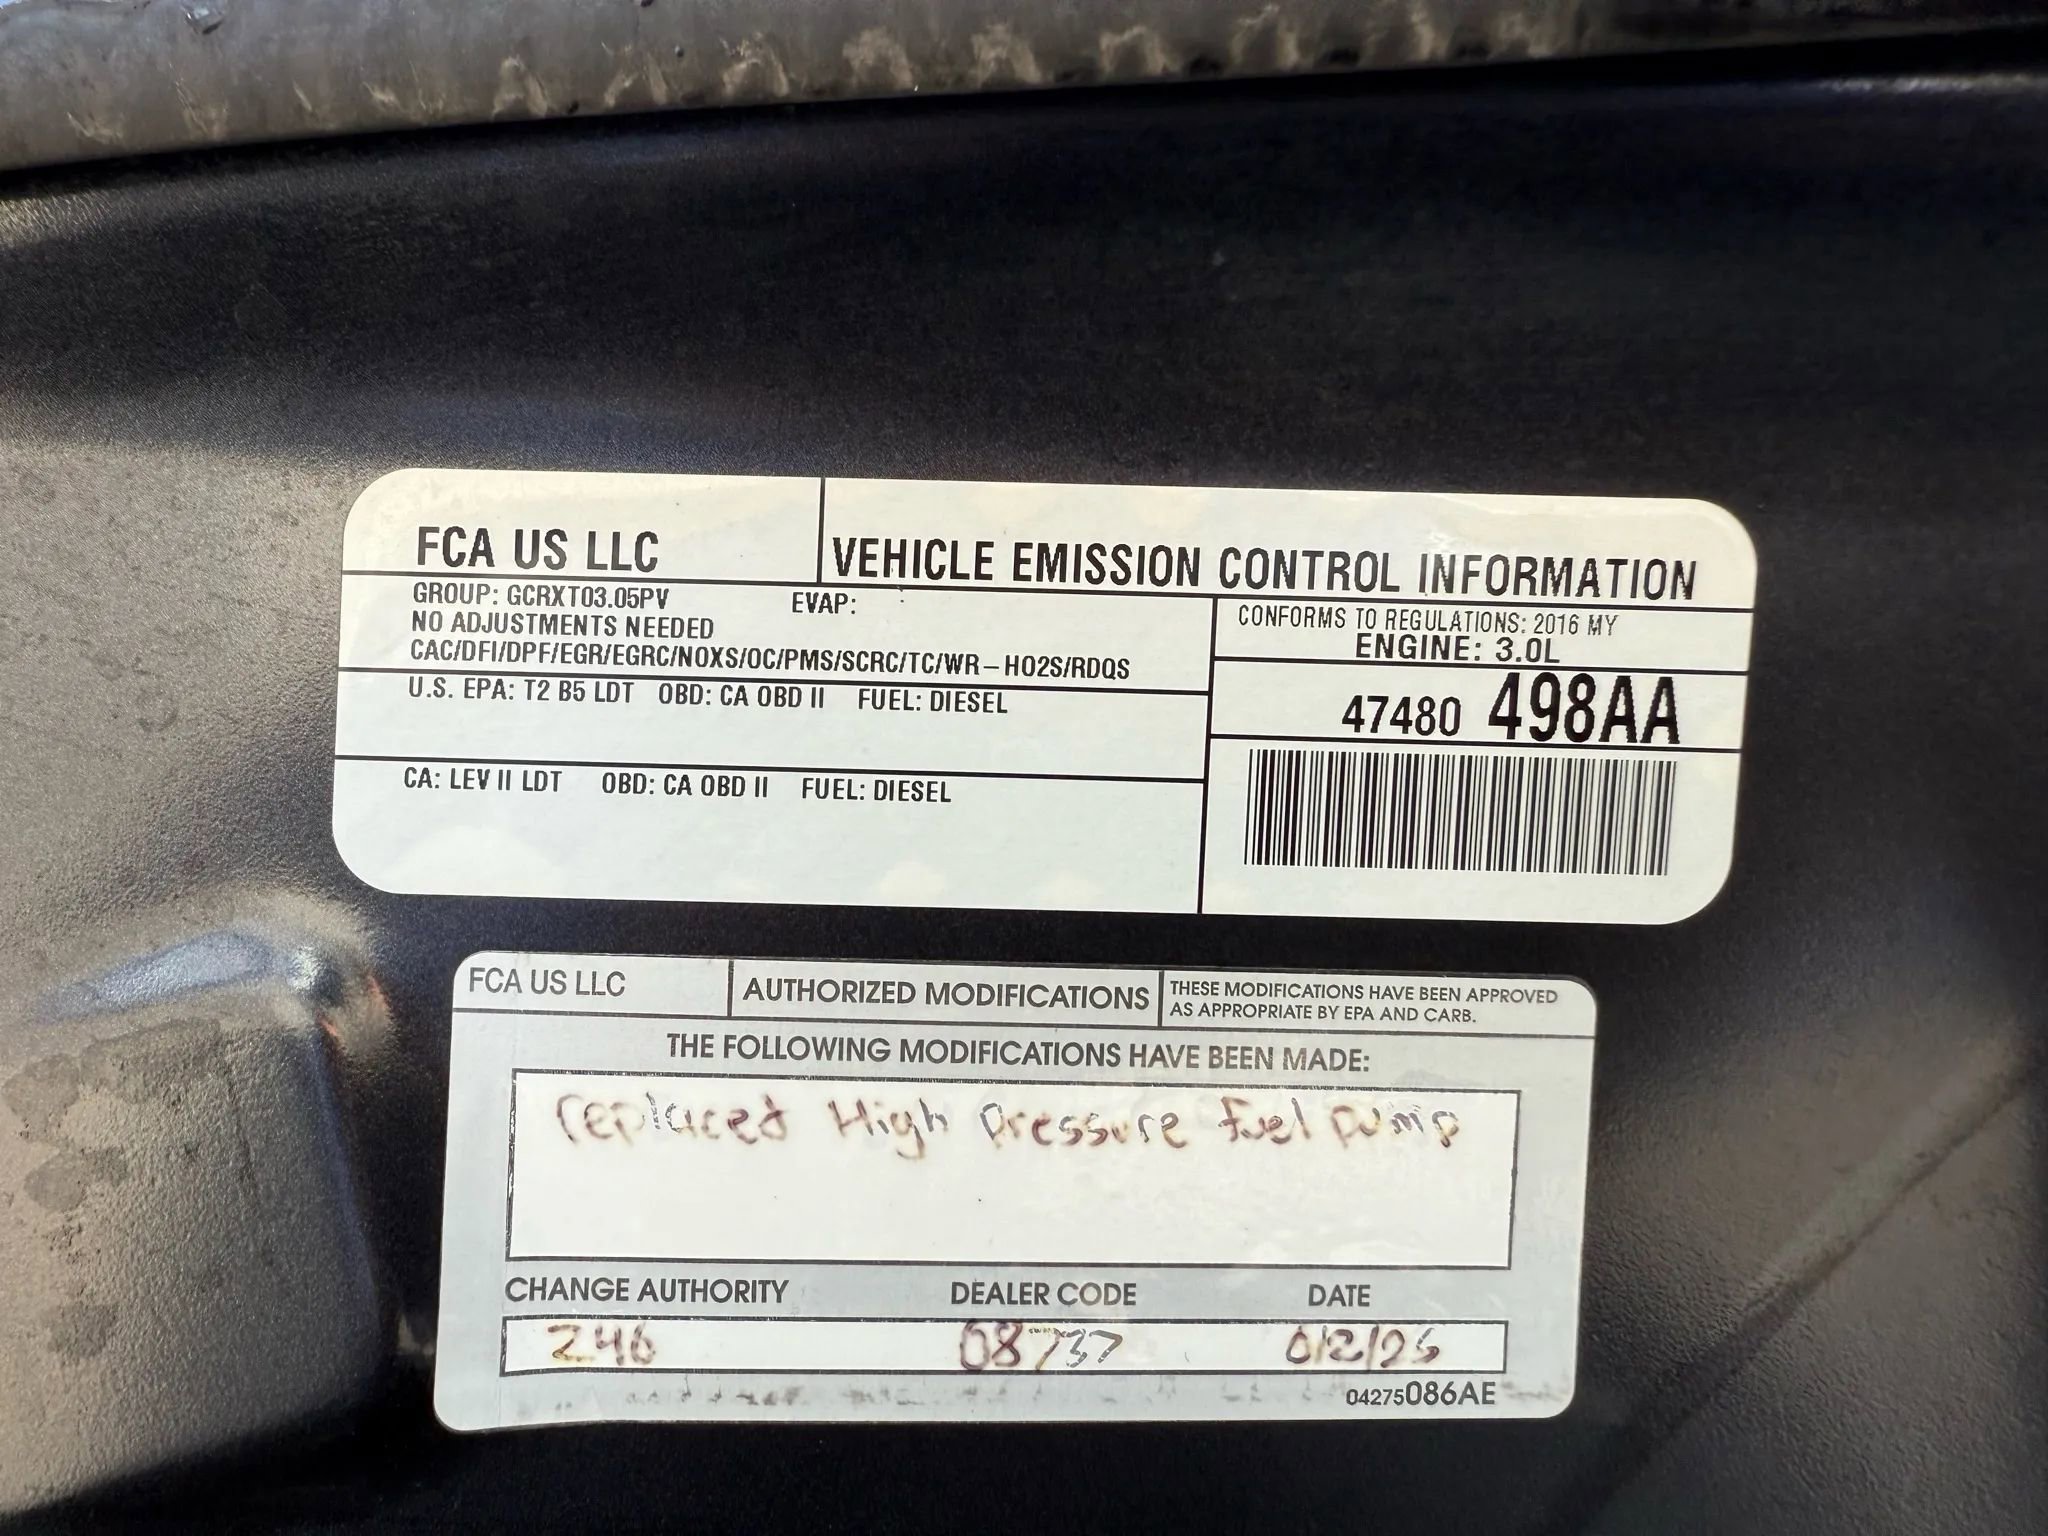 FCA US LLC
VEHICLE EMISSION CONTROL INFORMATION
GROUP: GCRXT03.05PV EVAP:
NO ADJUSTMENTS NEEDED
CAC/DFI/DPF/EGR/EGRC/NOXS/OC/PMS/SCRC/TC/WR-HO2S/RDQS
CONFORMS TO REGULATIONS: 2016 MY
ENGINE: 3.0L
U.S. EPA: T2 B5 LDT OBD: CA OBD II FUEL: DIESEL
47480 498AA
CA: LEV II LDT OBD: CA OBD II FUEL: DIESEL
FCA US LLC
AUTHORIZED MODIFICATIONS
THESE MODIFICATIONS HAVE BEEN APPROVED
AS APPROPRIATE BY EPA AND CARB.
THE FOLLOWING MODIFICATIONS HAVE BEEN MADE:
replaced High pressure fuel pump
CHANGE AUTHORITY DEALER CODE DATE
Z46 08737
04275086AE